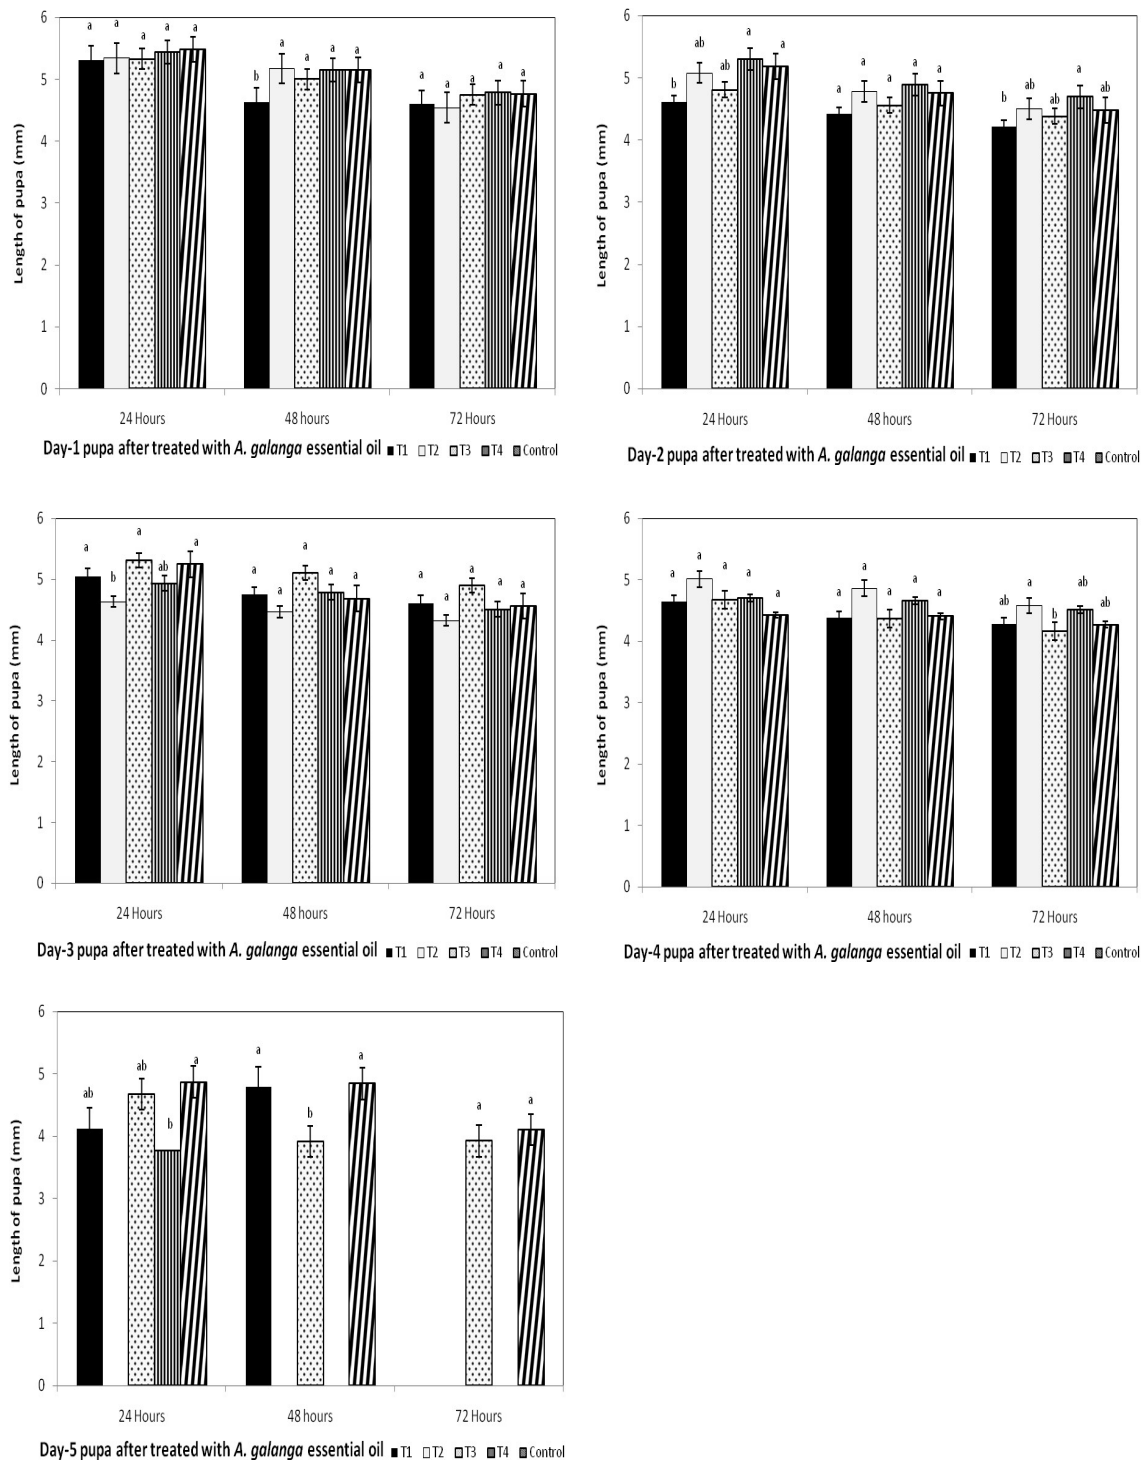 6
5
4
3
2
1
0
Length of pupa (mm)
a a a a a
b a a a a
a a a a a
24 Hours 48 hours 72 Hours
Day-1 pupa after treated with A. galanga essential oil T1 T2 T3 T4 Control
6
5
4
3
2
1
0
Length of pupa (mm)
b ab ab a a
a a a a a
b ab ab a ab
24 Hours 48 hours 72 Hours
Day-2 pupa after treated with A. galanga essential oil T1 T2 T3 T4 Control
6
5
4
3
2
1
0
Length of pupa (mm)
a b a ab a
a a a a a
a a a a a
24 Hours 48 hours 72 Hours
Day-3 pupa after treated with A. galanga essential oil T1 T2 T3 T4 Control
6
5
4
3
2
1
0
Length of pupa (mm)
a a a a a
a a a a a
ab a b ab ab
24 Hours 48 hours 72 Hours
Day-4 pupa after treated with A. galanga essential oil T1 T2 T3 T4 Control
6
5
4
3
2
1
0
Length of pupa (mm)
ab ab b a
a b a
a a
24 Hours 48 hours 72 Hours
Day-5 pupa after treated with A. galanga essential oil T1 T2 T3 T4 Control